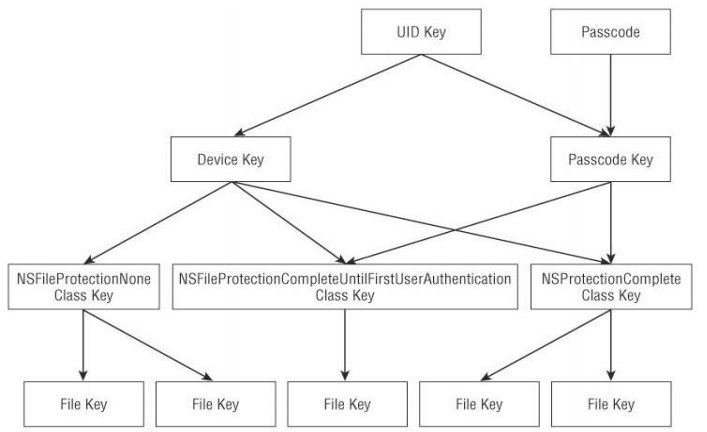 UID Key
Passcode
Device Key
Passcode Key
NSFileProtectionNone
Class Key
NSFileProtectionCompleteUntilFirstUserAuthentication
Class Key
NSProtectionComplete
Class Key
File Key
File Key
File Key
File Key
File Key